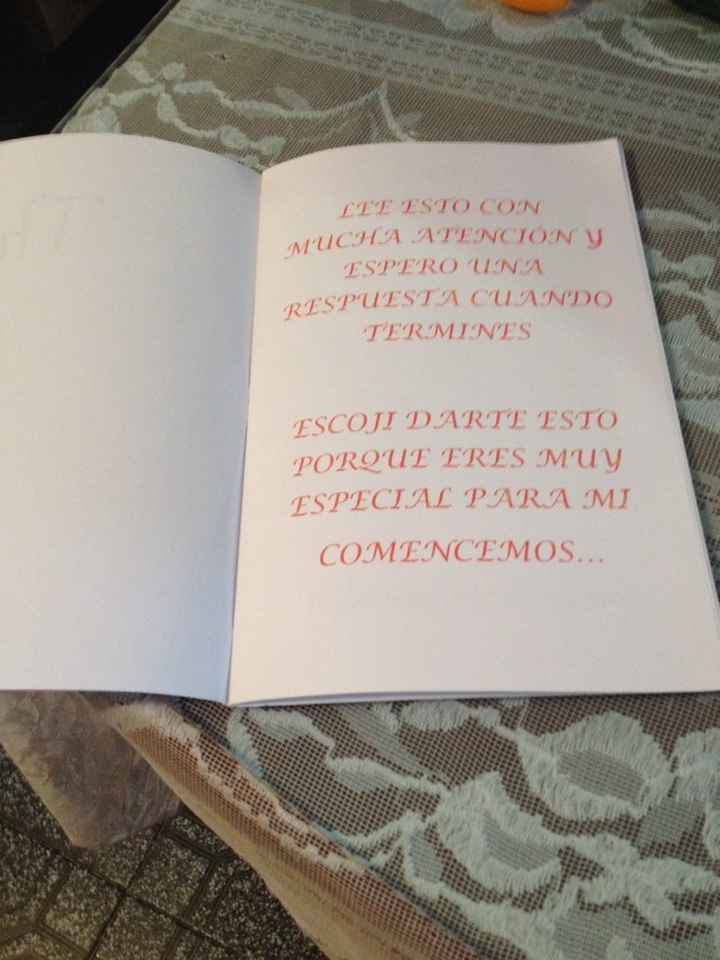 LEE ESTO CON
MUCHA ATENCIÓN y
ESPERO UNA
RESPUESTA CUANDO
TERMINES
ESCOJI DARTE ESTO
PORQUE ERES MUY
ESPECIAL PARA MI
COMENCEMOS...